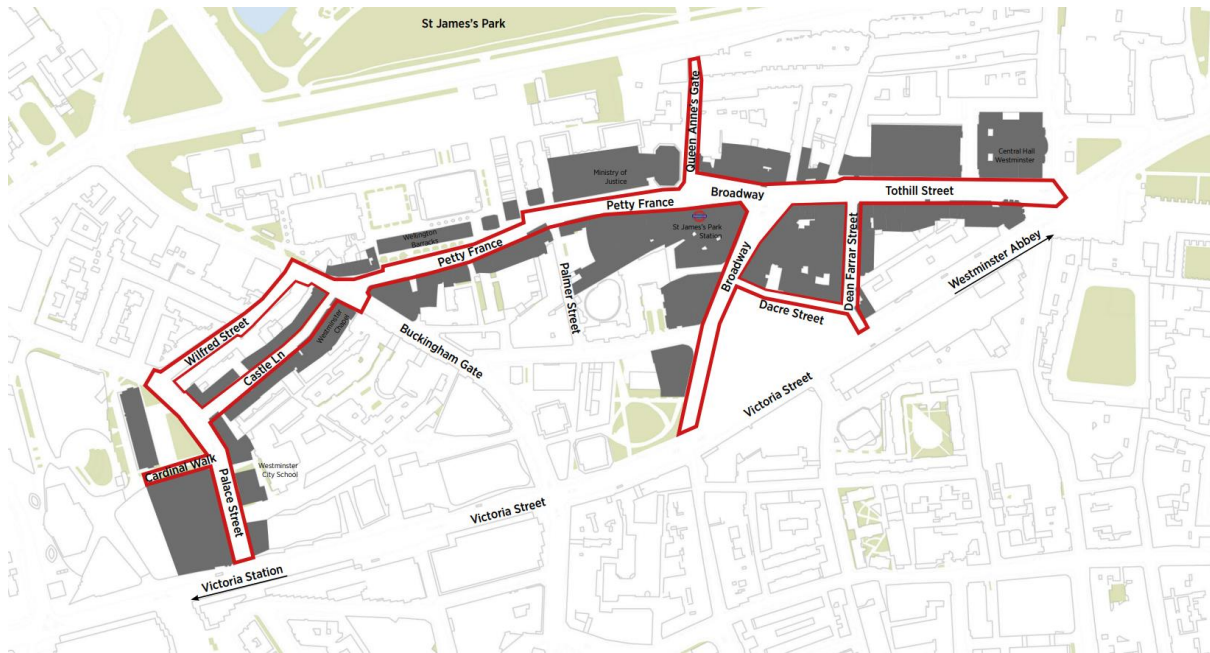 St James's Park
Queen Anne's Gate
Central Hall
Westminster
Ministry of
Justice
Broadway
Tothill Street
Petty France
St James's Park
Station
Wellington
Barracks
Petty France
Dean Farrar Street
Westminster Abbey
Broadway
Palmer Street
Dacre Street
Wilfred Street
Westminster
Chapel
Castle Ln
Buckingham Gate
Victoria Street
Cardinal Walk
Westminster
City School
Palace Street
Victoria Street
Victoria Station